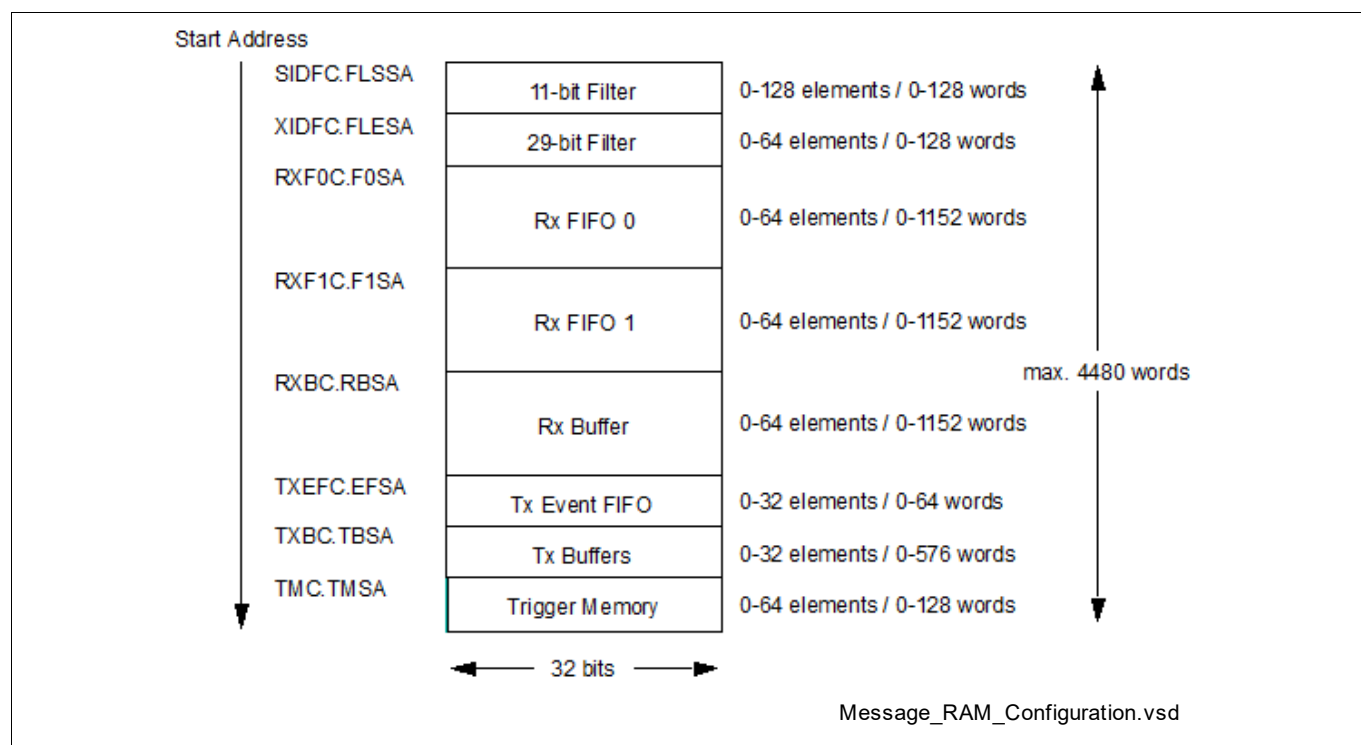 Start Address
SIDFC.FLSSA
11-bit Filter
0-128 elements / 0-128 words
XIDFC.FLESA
29-bit Filter
0-64 elements / 0-128 words
RXF0C.F0SA
Rx FIFO 0
0-64 elements / 0-1152 words
RXF1C.F1SA
Rx FIFO 1
0-64 elements / 0-1152 words
max. 4480 words
RXBC.RBSA
Rx Buffer
0-64 elements / 0-1152 words
TXEFC.EFSA
Tx Event FIFO
0-32 elements / 0-64 words
TXBC.TBSA
Tx Buffers
0-32 elements / 0-576 words
TMC.TMSA
Trigger Memory
0-64 elements / 0-128 words
32 bits
Message_RAM_Configuration.vsd